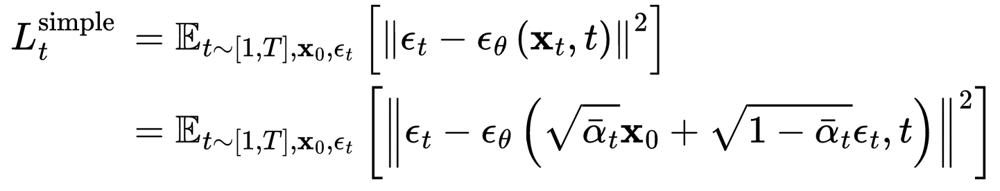 $L_t^{\text{simple}} = \mathbb{E}_{t \sim [1,T], \mathbf{x}_0, \epsilon_t} \left[ \left\| \epsilon_t - \epsilon_\theta \left( \mathbf{x}_t, t \right) \right\|^2 \right]$
$= \mathbb{E}_{t \sim [1,T], \mathbf{x}_0, \epsilon_t} \left[ \left\| \epsilon_t - \epsilon_\theta \left( \sqrt{\bar{\alpha}_t} \mathbf{x}_0 + \sqrt{1 - \bar{\alpha}_t} \epsilon_t, t \right) \right\|^2 \right]$